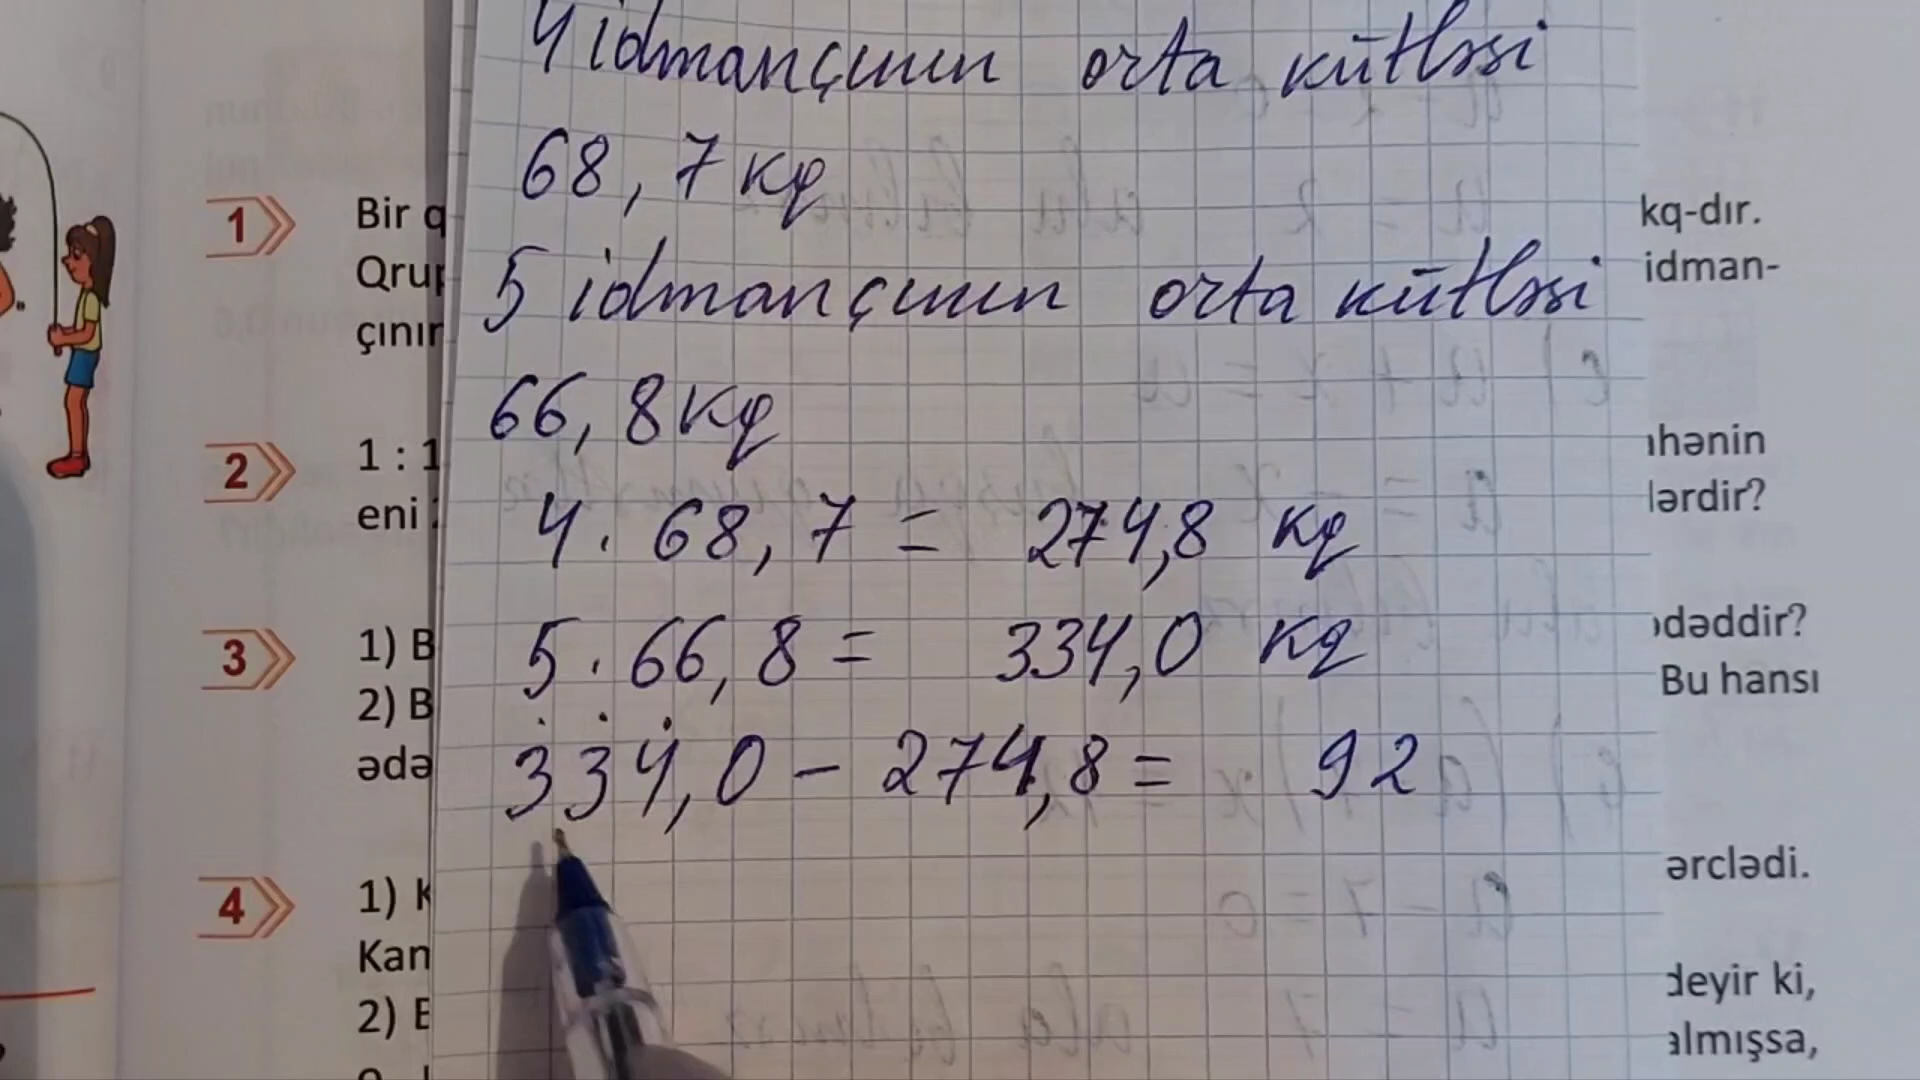 4 idmançının orta kütləsi
68,7 kq
5 idmançının orta kütləsi
66,8 kq
4 · 68,7 = 274,8 kq
5 · 66,8 = 334,0 kq
334,0 – 274,8 = 92
1
Bir q
kq-dır.
Qrup
idman-
çının
2
1 : 1
ıhənin
eni
lərdir?
3
1) B
ədəddir?
2) B
Bu hansı
ədə
ərclədi.
4
1) K
Kan
deyir ki,
2) E
almışsa,